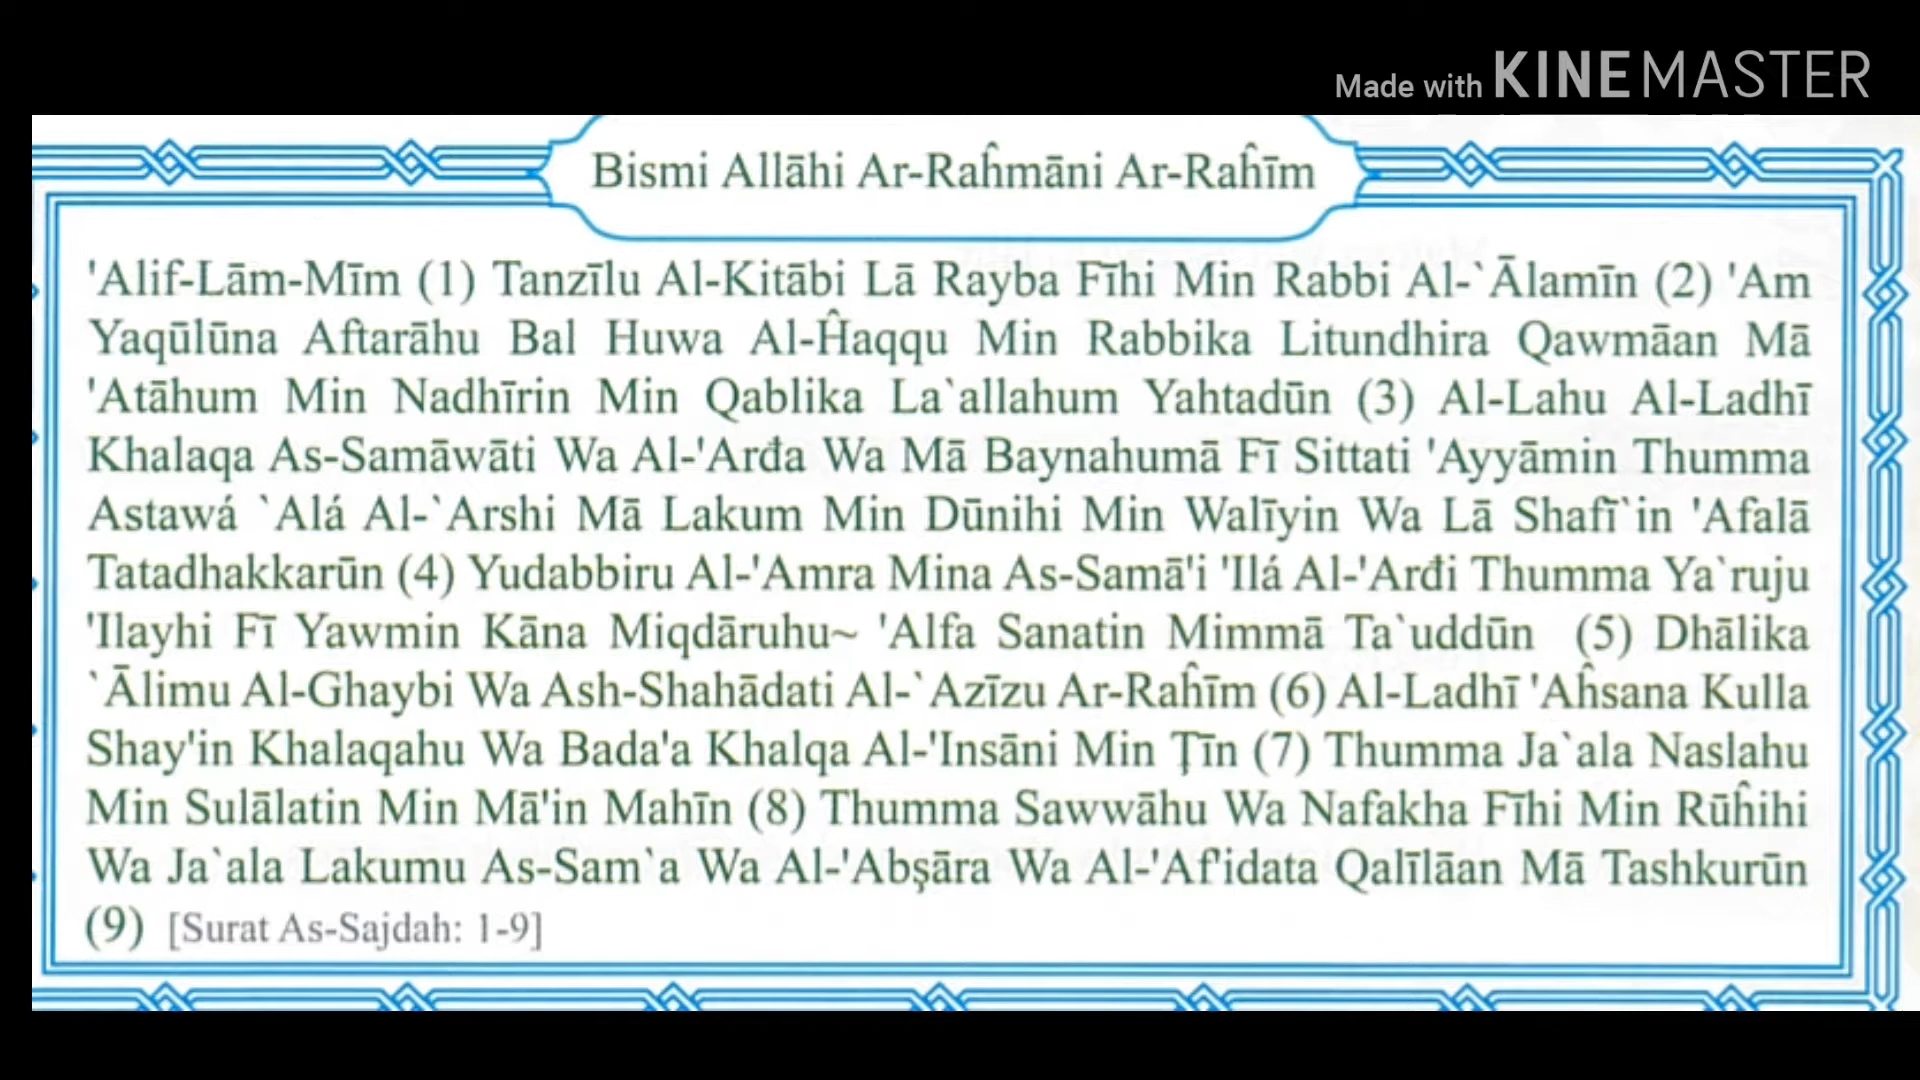 Made with KINEMASTER
Bismi Allāhi Ar-Raĥmāni Ar-Raĥīm
'Alif-Lām-Mīm (1) Tanzīlu Al-Kitābi Lā Rayba Fīhi Min Rabbi Al-`Ālamīn (2) 'Am
Yaqūlūna Aftarāhu Bal Huwa Al-Ĥaqqu Min Rabbika Litundhira Qawmāan Mā
'Atāhum Min Nadhīrin Min Qablika La`allahum Yahtadūn (3) Al-Lahu Al-Ladhī
Khalaqa As-Samāwāti Wa Al-'Arđa Wa Mā Baynahumā Fī Sittati 'Ayyāmin Thumma
Astawá `Alá Al-`Arshi Mā Lakum Min Dūnihi Min Walīyin Wa Lā Shafī`in 'Afalā
Tatadhakkarūn (4) Yudabbiru Al-'Amra Mina As-Samā'i 'Ilá Al-'Arđi Thumma Ya`ruju
'Ilayhi Fī Yawmin Kāna Miqdāruhu~ 'Alfa Sanatin Mimmā Ta`uddūn (5) Dhālika
`Ālimu Al-Ghaybi Wa Ash-Shahādati Al-`Azīzu Ar-Raĥīm (6) Al-Ladhī 'Aĥsana Kulla
Shay'in Khalaqahu Wa Bada'a Khalqa Al-'Insāni Min Ţīn (7) Thumma Ja`ala Naslahu
Min Sulālatin Min Mā'in Mahīn (8) Thumma Sawwāhu Wa Nafakha Fīhi Min Rūĥihi
Wa Ja`ala Lakumu As-Sam`a Wa Al-'Abşāra Wa Al-'Af'idata Qalīlāan Mā Tashkurūn
(9) [Surat As-Sajdah: 1-9]